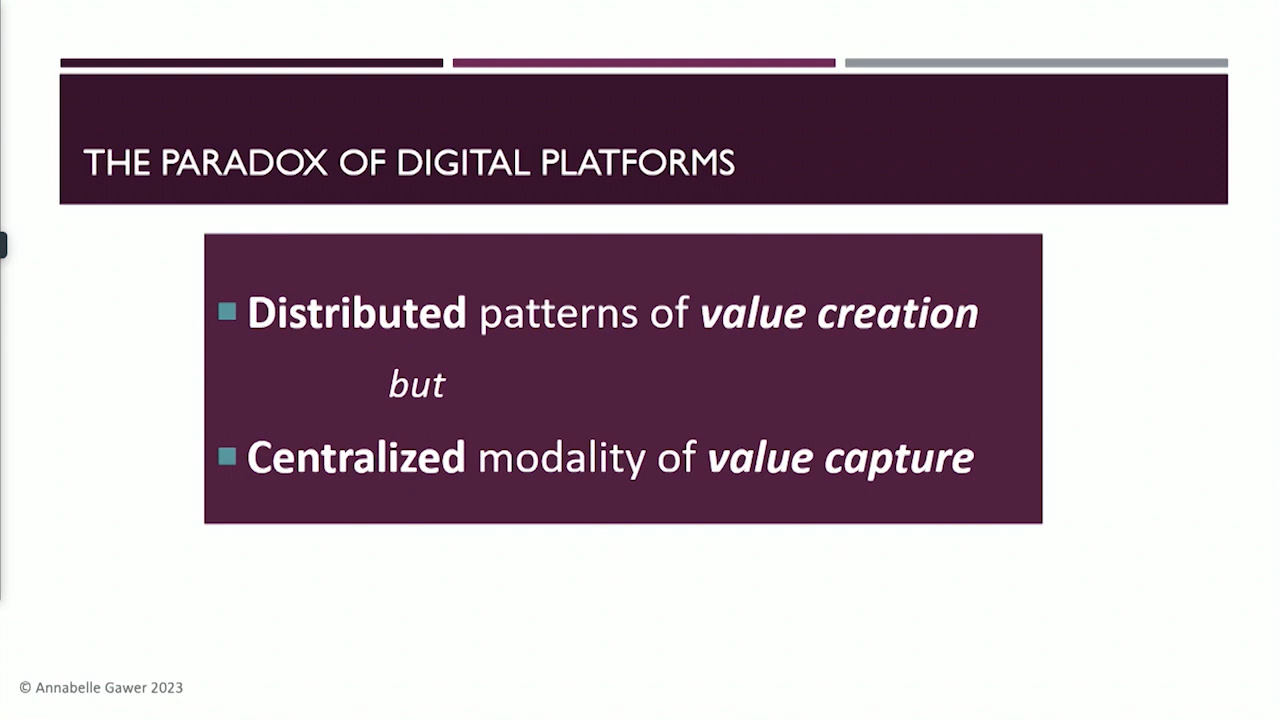 THE PARADOX OF DIGITAL PLATFORMS
Distributed patterns of value creation
but
Centralized modality of value capture
© Annabelle Gawer 2023